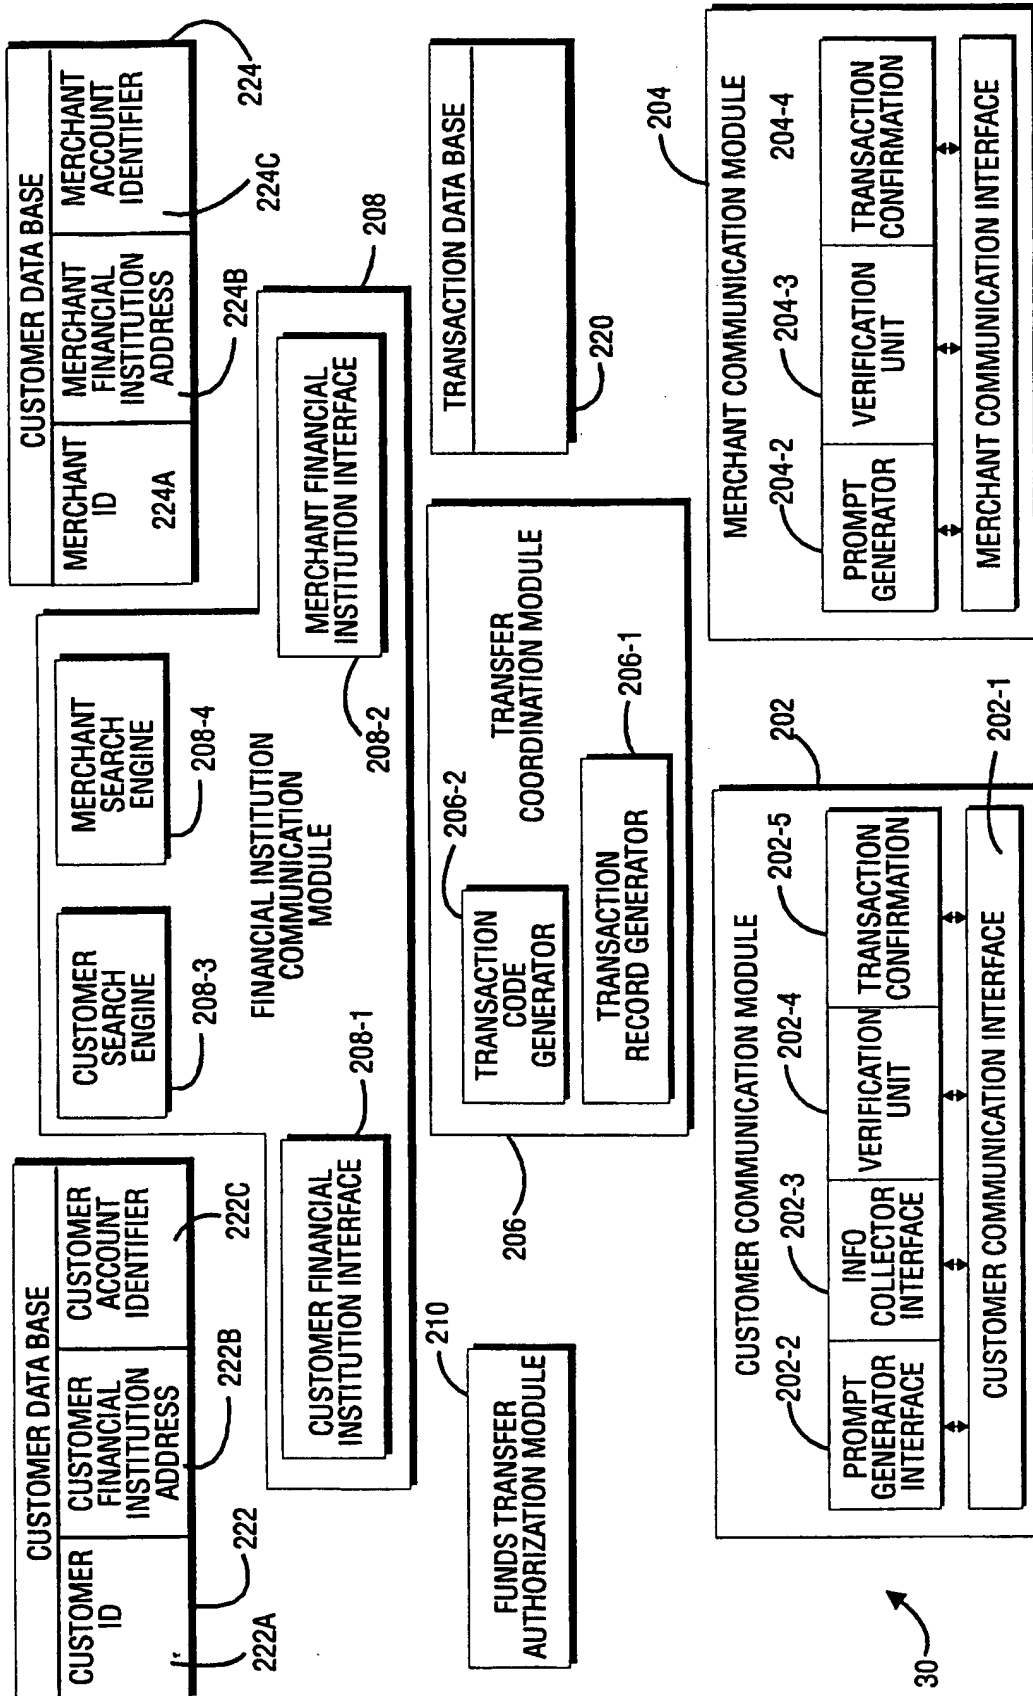 CUSTOMER DATA BASE
CUSTOMER
ID
CUSTOMER
FINANCIAL
INSTITUTION
ADDRESS
CUSTOMER
ACCOUNT
IDENTIFIER
222A
222
222B
222C
CUSTOMER
SEARCH
ENGINE
208-3
MERCHANT
SEARCH
ENGINE
208-4
CUSTOMER DATA BASE
MERCHANT
ID
224A
MERCHANT
FINANCIAL
INSTITUTION
ADDRESS
MERCHANT
ACCOUNT
IDENTIFIER
224B
224C
224
FINANCIAL INSTITUTION
COMMUNICATION
MODULE
208-1
CUSTOMER FINANCIAL
INSTITUTION INTERFACE
MERCHANT FINANCIAL
INSTITUTION INTERFACE
208-2
208
210
FUNDS TRANSFER
AUTHORIZATION MODULE
206
206-2
TRANSACTION
CODE
GENERATOR
TRANSFER
COORDINATION MODULE
206-1
TRANSACTION
RECORD GENERATOR
TRANSACTION DATA BASE
220
CUSTOMER COMMUNICATION MODULE
202
202-2
202-3
202-4
202-5
PROMPT
GENERATOR
INTERFACE
INFO
COLLECTOR
INTERFACE
VERIFICATION
UNIT
TRANSACTION
CONFIRMATION
CUSTOMER COMMUNICATION INTERFACE
202-1
MERCHANT COMMUNICATION MODULE
204
204-2
204-3
204-4
PROMPT
GENERATOR
VERIFICATION
UNIT
TRANSACTION
CONFIRMATION
MERCHANT COMMUNICATION INTERFACE
30